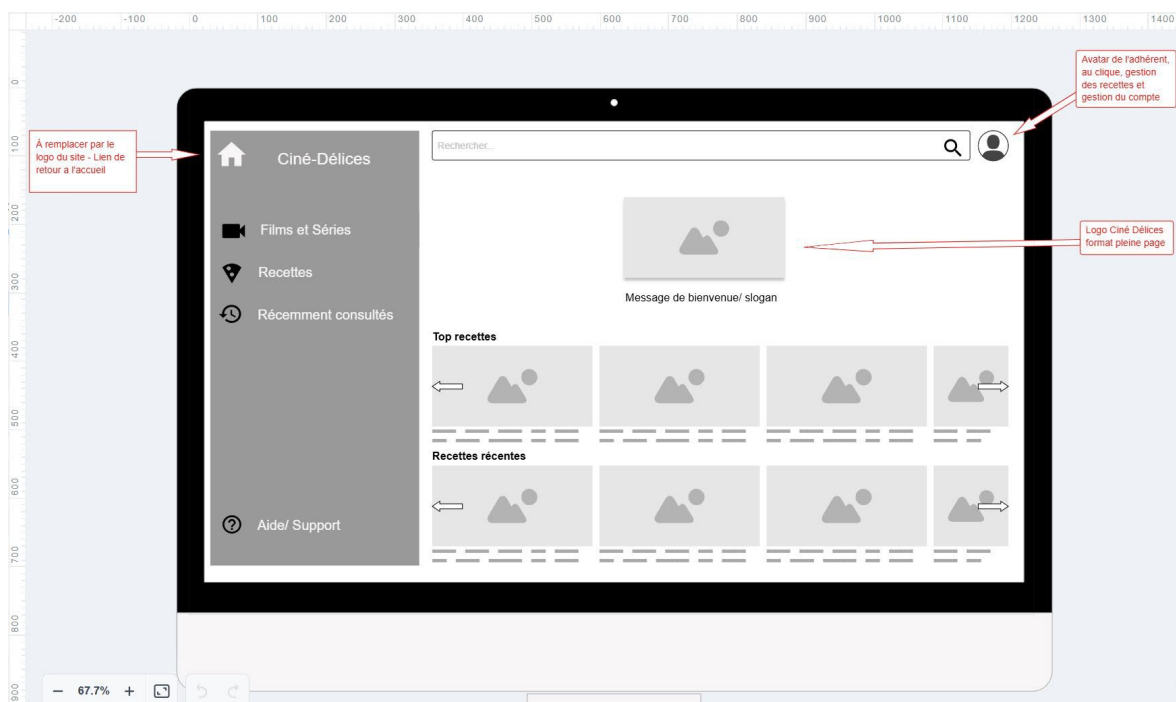 -200 -100 0 100 200 300 400 500 600 700 800 900 1000 1100 1200 1300 1400
0
100
200
300
400
500
600
700
800
900
Avatar de l'adhérent,
au clique, gestion
des recettes et
gestion du compte
À remplacer par le
logo du site - Lien de
retour a l'accueil
Ciné-Délices
Rechercher...
Films et Séries
Recettes
Récemment consultés
Aide/ Support
Logo Ciné Délices
format pleine page
Message de bienvenue/ slogan
Top recettes
Recettes récentes
67.7%